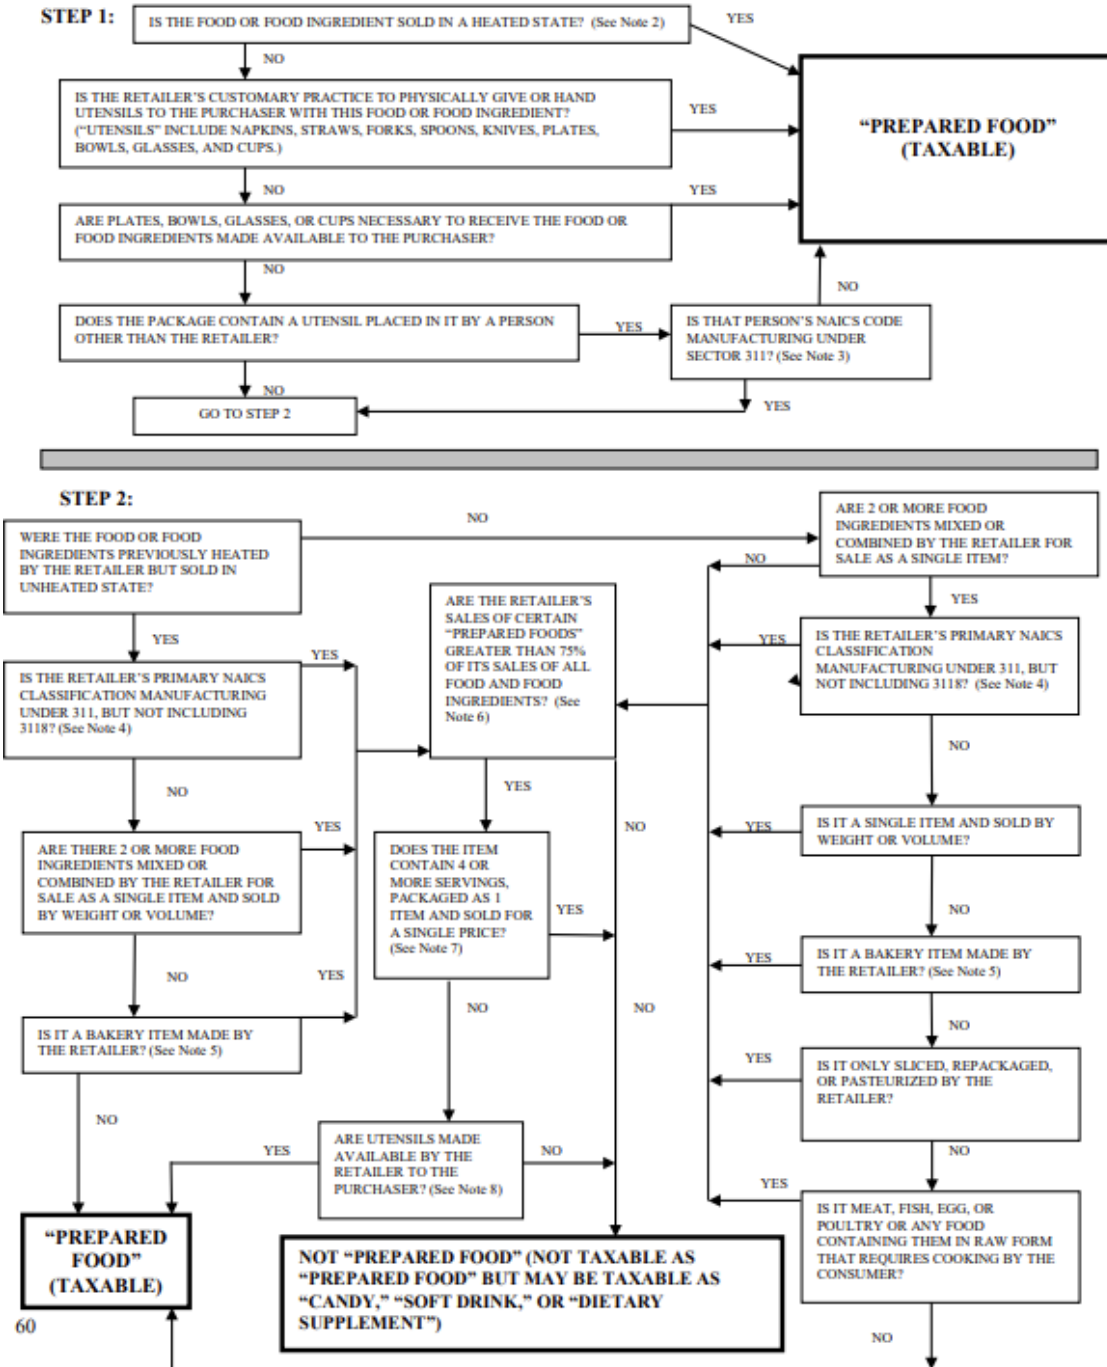 STEP 1:
IS THE FOOD OR FOOD INGREDIENT SOLD IN A HEATED STATE? (See Note 2)
YES
NO
IS THE RETAILER'S CUSTOMARY PRACTICE TO PHYSICALLY GIVE OR HAND
UTENSILS TO THE PURCHASER WITH THIS FOOD OR FOOD INGREDIENT?
("UTENSILS" INCLUDE NAPKINS, STRAWS, FORKS, SPOONS, KNIVES, PLATES,
BOWLS, GLASSES, AND CUPS.)
YES
"PREPARED FOOD"
(TAXABLE)
NO
YES
ARE PLATES, BOWLS, GLASSES, OR CUPS NECESSARY TO RECEIVE THE FOOD OR
FOOD INGREDIENTS MADE AVAILABLE TO THE PURCHASER?
NO
NO
DOES THE PACKAGE CONTAIN A UTENSIL PLACED IN IT BY A PERSON
OTHER THAN THE RETAILER?
YES
IS THAT PERSON'S NAICS CODE
MANUFACTURING UNDER
SECTOR 311? (See Note 3)
NO
YES
GO TO STEP 2
STEP 2:
WERE THE FOOD OR FOOD
INGREDIENTS PREVIOUSLY HEATED
BY THE RETAILER BUT SOLD IN
UNHEATED STATE?
NO
ARE 2 OR MORE FOOD
INGREDIENTS MIXED OR
COMBINED BY THE RETAILER FOR
SALE AS A SINGLE ITEM?
NO
YES
YES
IS THE RETAILER'S PRIMARY NAICS
CLASSIFICATION MANUFACTURING
UNDER 311, BUT NOT INCLUDING
3118? (See Note 4)
YES
ARE THE RETAILER'S
SALES OF CERTAIN
"PREPARED FOODS"
GREATER THAN 75%
OF ITS SALES OF ALL
FOOD AND FOOD
INGREDIENTS? (See
Note 6)
YES
IS THE RETAILER'S PRIMARY NAICS
CLASSIFICATION
MANUFACTURING UNDER 311, BUT
NOT INCLUDING 3118? (See Note 4)
NO
YES
NO
NO
ARE THERE 2 OR MORE FOOD
INGREDIENTS MIXED OR
COMBINED BY THE RETAILER FOR
SALE AS A SINGLE ITEM AND SOLD
BY WEIGHT OR VOLUME?
YES
DOES THE ITEM
CONTAIN 4 OR
MORE SERVINGS,
PACKAGED AS 1
ITEM AND SOLD FOR
A SINGLE PRICE?
(See Note 7)
YES
YES
IS IT A SINGLE ITEM AND SOLD BY
WEIGHT OR VOLUME?
NO
NO
YES
NO
NO
YES
IS IT A BAKERY ITEM MADE BY
THE RETAILER? (See Note 5)
IS IT A BAKERY ITEM MADE BY
THE RETAILER? (See Note 5)
NO
NO
YES
IS IT ONLY SLICED, REPACKAGED,
OR PASTEURIZED BY THE
RETAILER?
YES
ARE UTENSILS MADE
AVAILABLE BY THE
RETAILER TO THE
PURCHASER? (See Note 8)
NO
NO
YES
IS IT MEAT, FISH, EGG, OR
POULTRY OR ANY FOOD
CONTAINING THEM IN RAW FORM
THAT REQUIRES COOKING BY THE
CONSUMER?
"PREPARED
FOOD"
(TAXABLE)
NOT "PREPARED FOOD" (NOT TAXABLE AS
"PREPARED FOOD" BUT MAY BE TAXABLE AS
"CANDY," "SOFT DRINK," OR "DIETARY
SUPPLEMENT")
60
NO